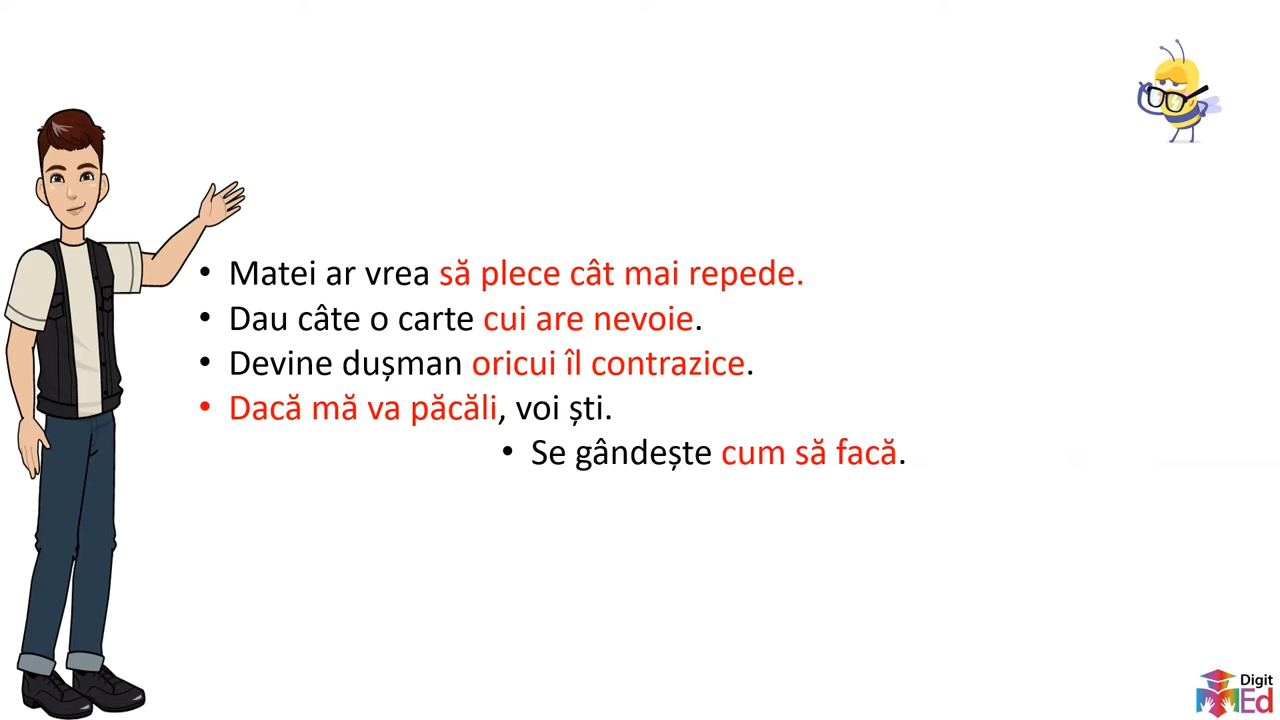 • Matei ar vrea să plece cât mai repede.
• Dau câte o carte cui are nevoie.
• Devine dușman oricui îl contrazice.
• Dacă mă va păcăli, voi ști.
• Se gândește cum să facă.
Digit
Ed